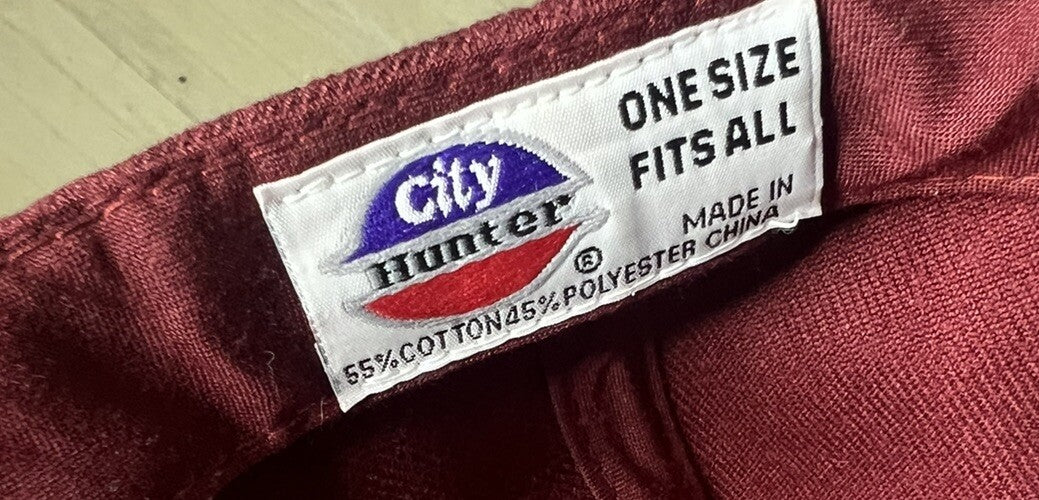 City
Hunter
®
ONE SIZE
FITS ALL
MADE IN
55%COTTON45%POLYESTER CHINA